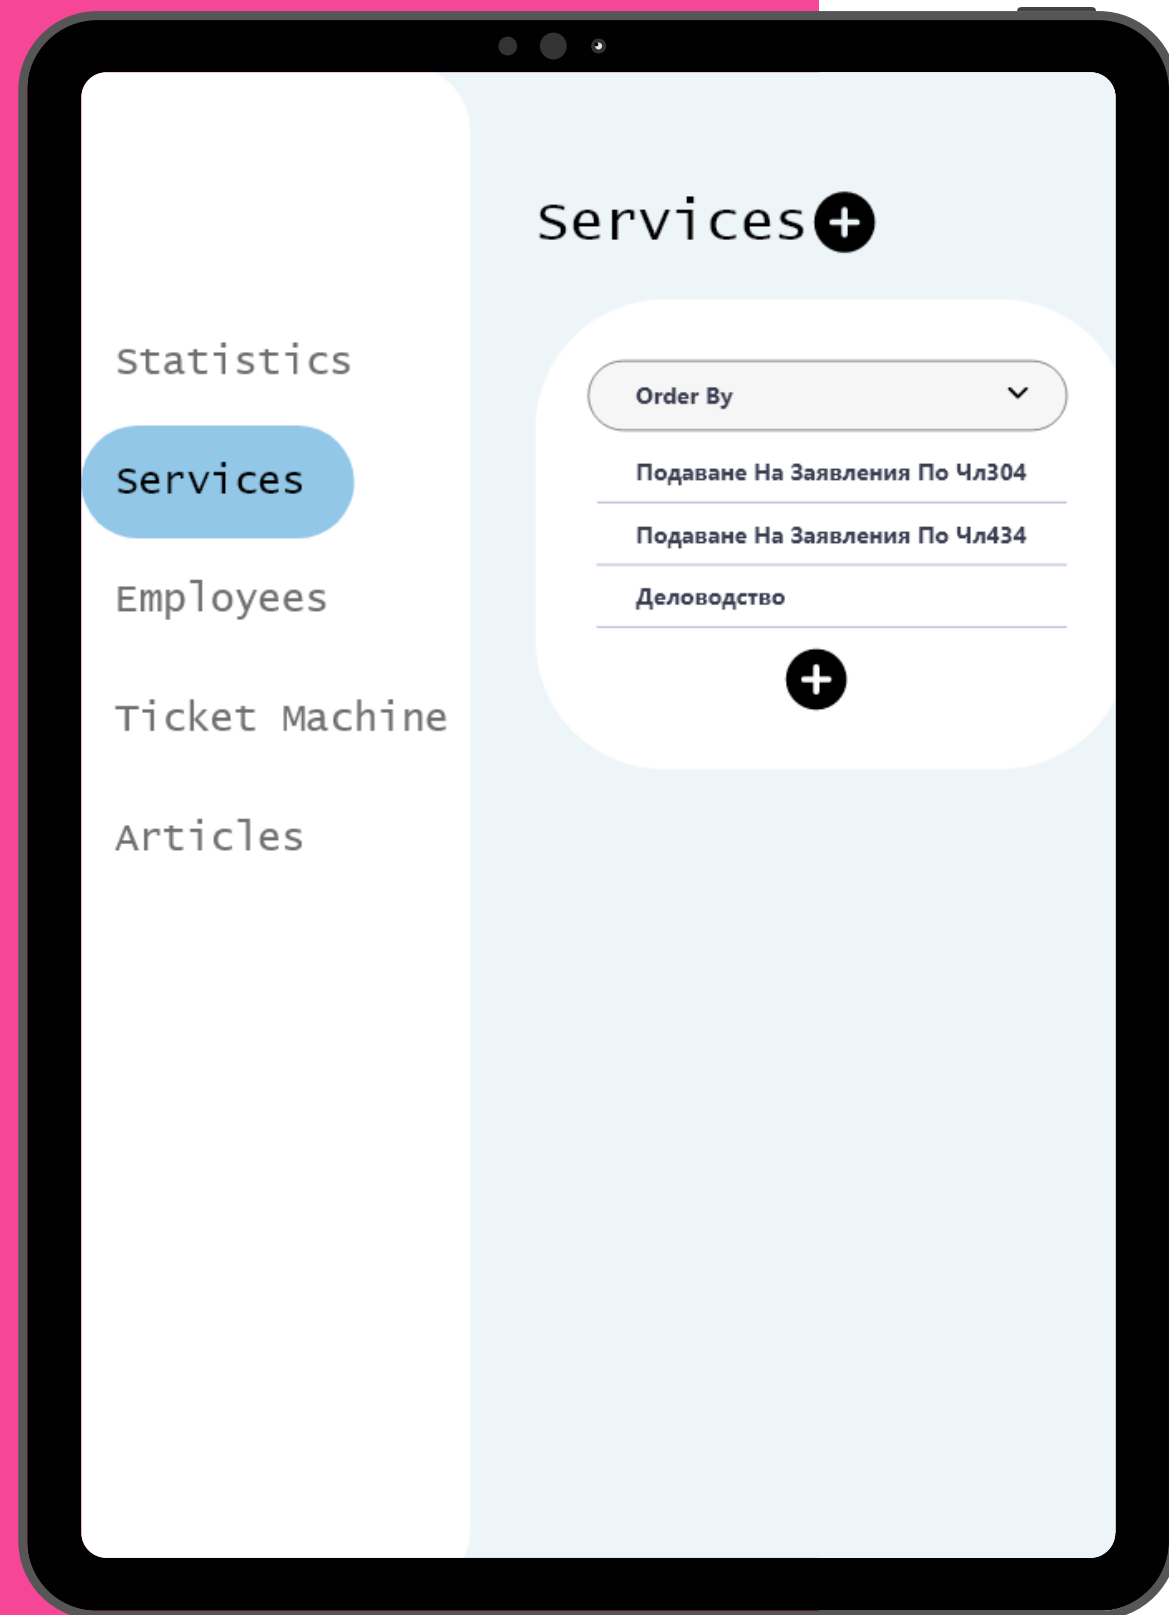 Services
Statistics
Services
Employees
Ticket Machine
Articles
Order By
Подаване На Заявления По Чл304
Подаване На Заявления По Чл434
Деловодство